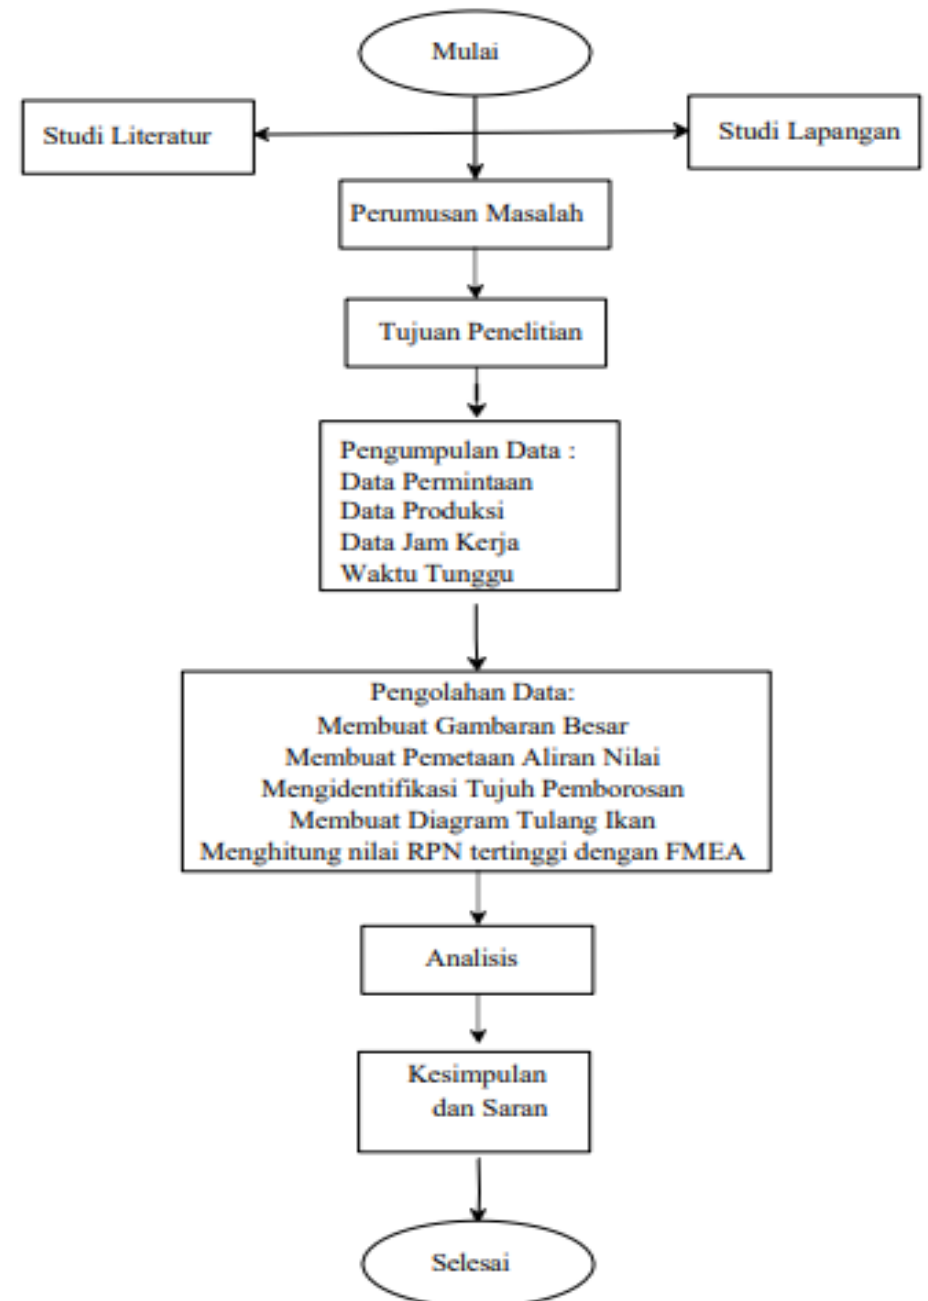 Mulai
Studi Literatur
Studi Lapangan
Perumusan Masalah
Tujuan Penelitian
Pengumpulan Data :
Data Permintaan
Data Produksi
Data Jam Kerja
Waktu Tunggu
Pengolahan Data:
Membuat Gambaran Besar
Membuat Pemetaan Aliran Nilai
Mengidentifikasi Tujuh Pemborosan
Membuat Diagram Tulang Ikan
Menghitung nilai RPN tertinggi dengan FMEA
Analisis
Kesimpulan
dan Saran
Selesai